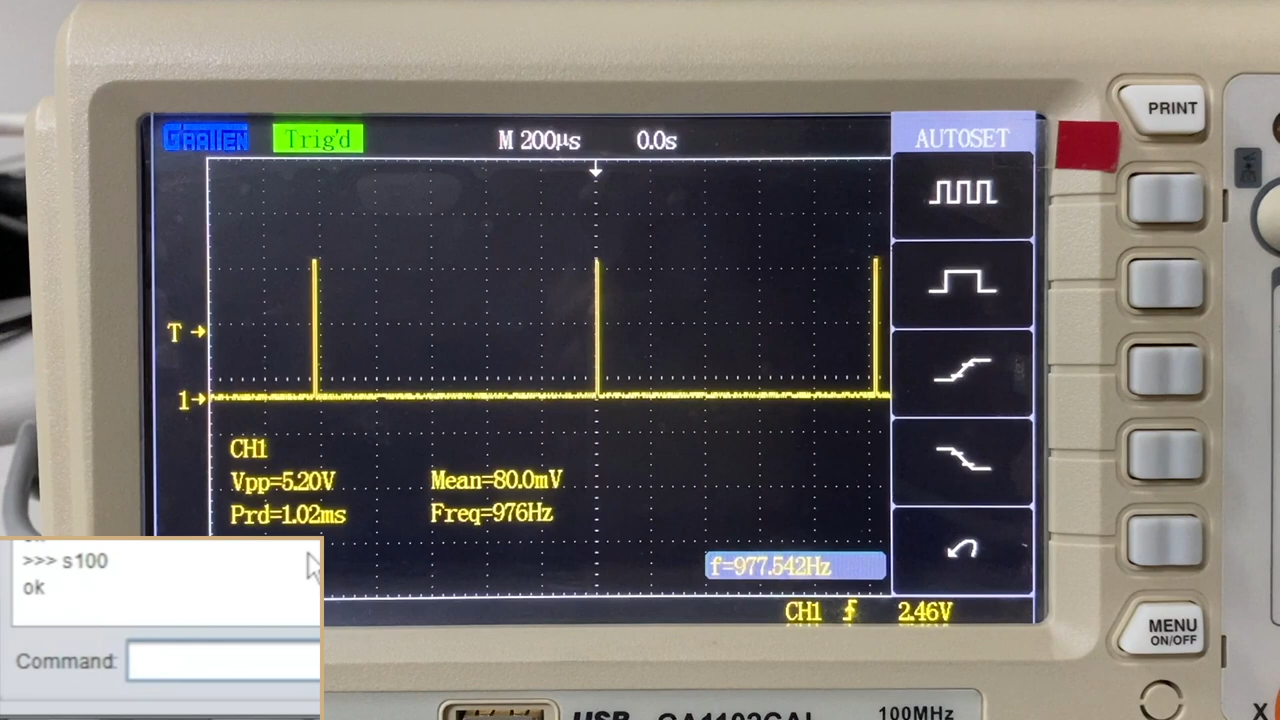 GRATTEN Trig'd M 200µs 0.0s AUTOSET
PRINT
T
1
CH1
Vpp=5.20V Mean=80.0mV
Prd=1.02ms Freq=976Hz
f=977.542Hz
CH1 2.46V
MENU
ON/OFF
>>> s100
ok
Command:
USB
100MHz
X